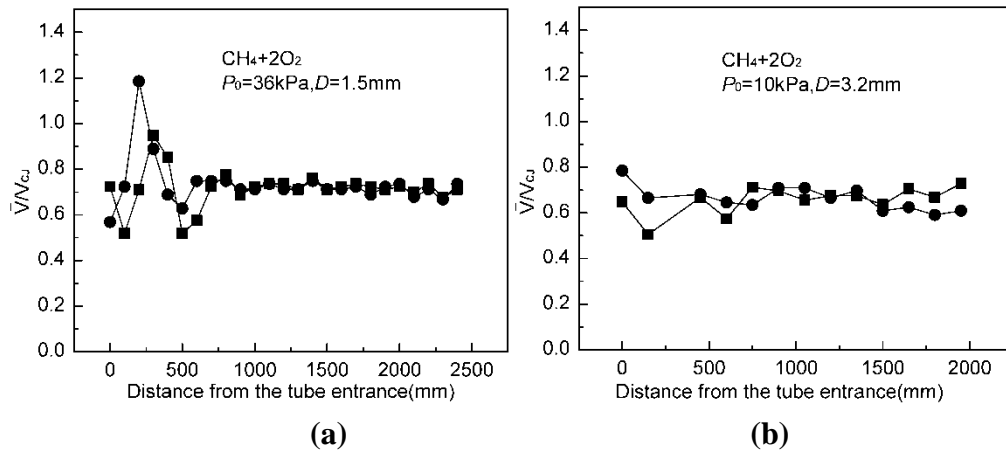 1.4
1.2
1.0
0.8
0.6
0.4
0.2
0.0
V̄/V_CJ
CH₄+2O₂
P₀=36kPa,D=1.5mm
0 500 1000 1500 2000 2500
Distance from the tube entrance(mm)
(a)
1.4
1.2
1.0
0.8
0.6
0.4
0.2
0.0
V̄/V_CJ
CH₄+2O₂
P₀=10kPa,D=3.2mm
0 500 1000 1500 2000
Distance from the tube entrance(mm)
(b)